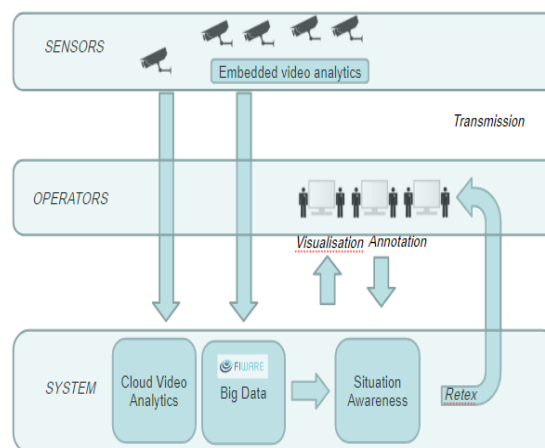 SENSORS
Embedded video analytics
Transmission
OPERATORS
Visualisation Annotation
SYSTEM
Cloud Video
Analytics
FIWARE
Big Data
Situation
Awareness
Retex